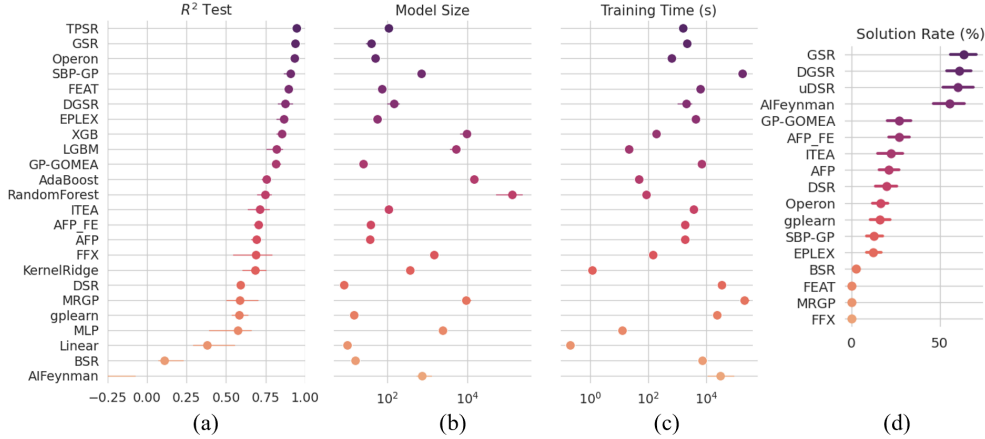 R² Test
Model Size
Training Time (s)
Solution Rate (%)
TPSR
GSR
Operon
SBP-GP
FEAT
DGSR
EPLEX
XGB
LGBM
GP-GOMEA
AdaBoost
RandomForest
ITEA
AFP_FE
AFP
FFX
KernelRidge
DSR
MRGP
gplearn
MLP
Linear
BSR
AIFeynman
−0.25 0.00 0.25 0.50 0.75 1.00
10² 10⁴
10⁰ 10² 10⁴
GSR
DGSR
uDSR
AIFeynman
GP-GOMEA
AFP_FE
ITEA
AFP
DSR
Operon
gplearn
SBP-GP
EPLEX
BSR
FEAT
MRGP
FFX
0 50
(a) (b) (c) (d)